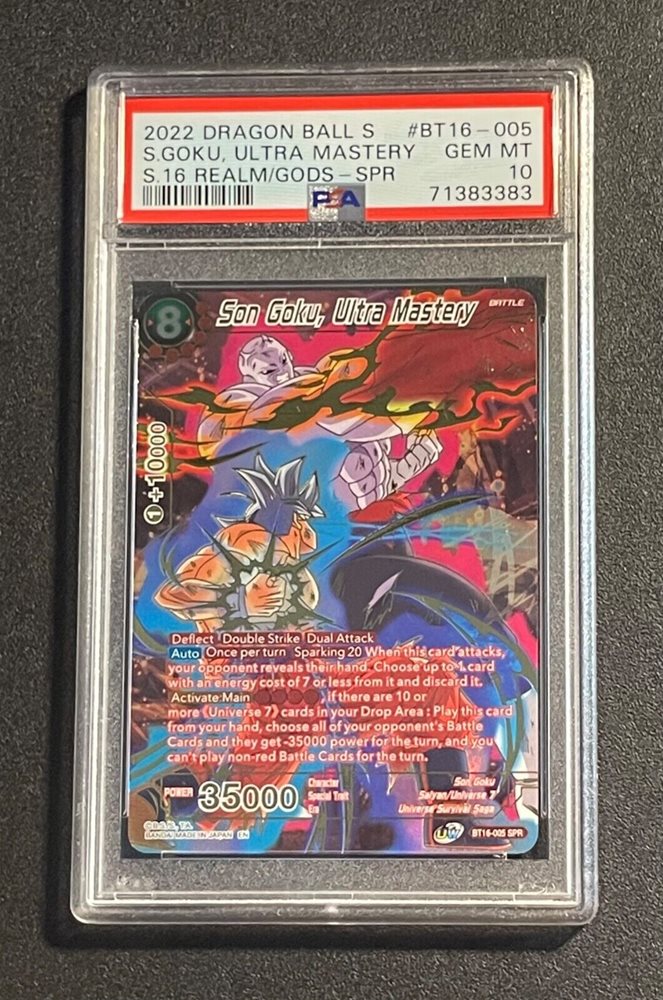 2022 DRAGON BALL S #BT16-005
S.GOKU, ULTRA MASTERY GEM MT
S.16 REALM/GODS-SPR 10
PSA 71383383
8 Son Goku, Ultra Mastery BATTLE
1 +10000
Deflect Double Strike Dual Attack
Auto Once per turn Sparking 20 When this card attacks,
your opponent reveals their hand. Choose up to 1 card
with an energy cost of 7 or less from it and discard it.
Activate:Main if there are 10 or
more 《Universe 7》 cards in your Drop Area : Play this card
from your hand, choose all of your opponent's Battle
Cards and they get -35000 power for the turn, and you
can't play non-red Battle Cards for the turn.
POWER 35000
Character Son Goku
Special Trait Saiyan/Universe 7
Era Universe Survival Saga
©B.S/S., T.A.
BANDAI MADE IN JAPAN EN
UW BT16-005 SPR